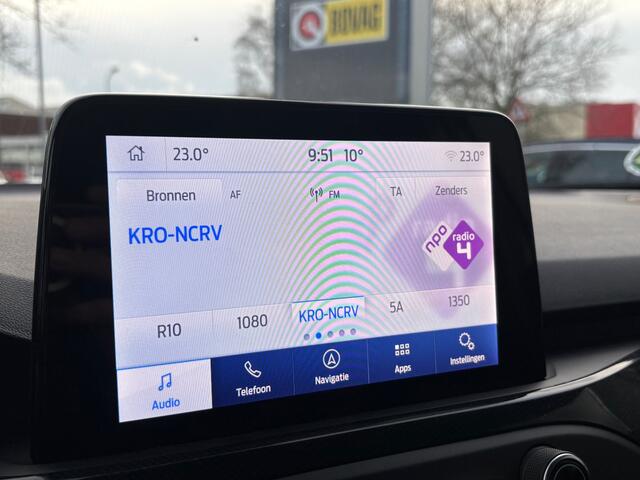 BOVAG
23.0°
9:51 10°
23.0°
Bronnen
AF
FM
TA
Zenders
KRO-NCRV
npo
radio
4
R10
1080
KRO-NCRV
5A
1350
Audio
Telefoon
Navigatie
Apps
Instellingen